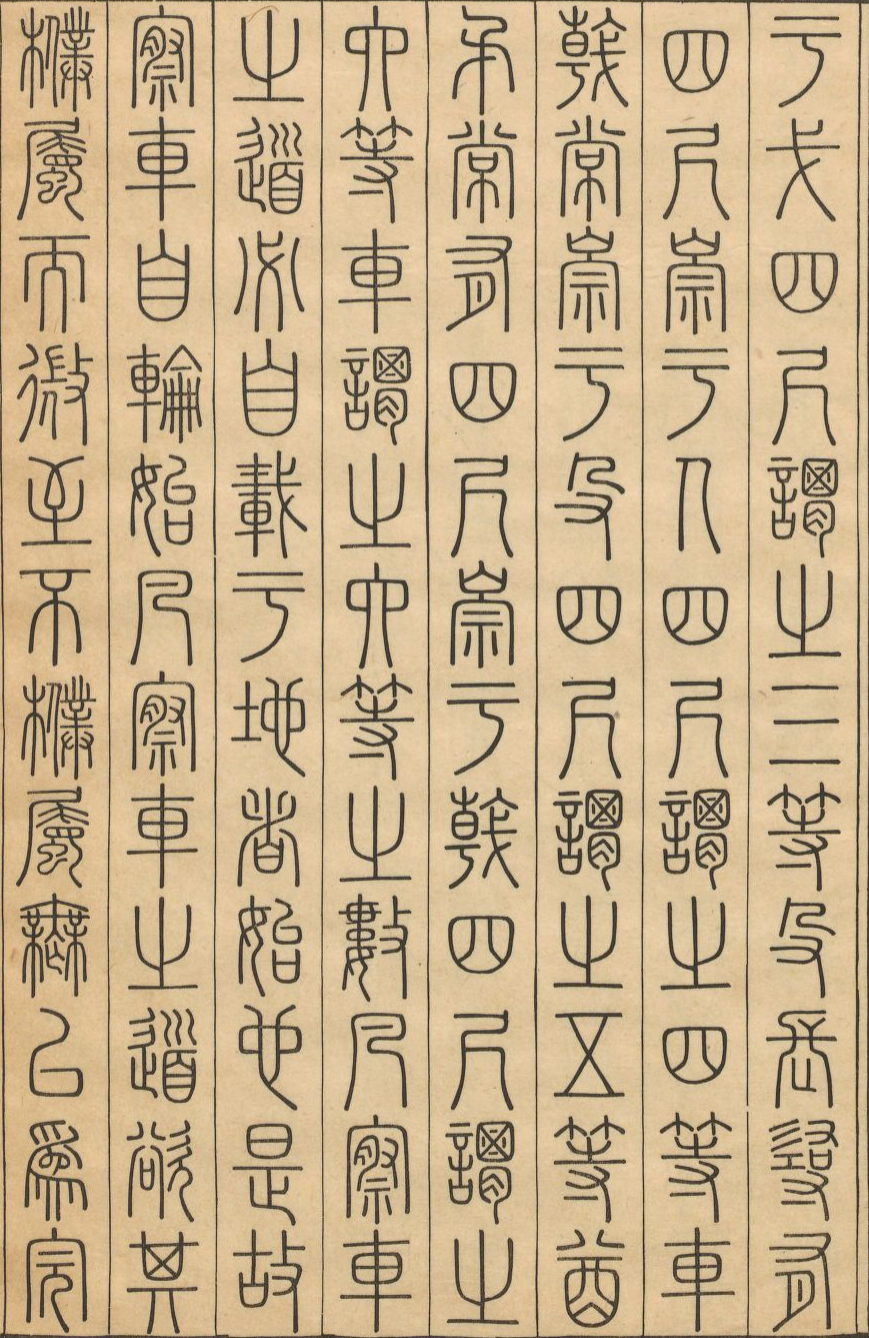 于戈四尺謂之三等殳長尋有
四尺崇于人四尺謂之四等車
戟常崇于殳四尺謂之五等酋
矛常有四尺崇于戟四尺謂之
六等車謂之六等之數凡察車
之道必自載于地者始也是故
察車自輪始凡察車之道欲其
樸屬而微至不樸屬無以為完